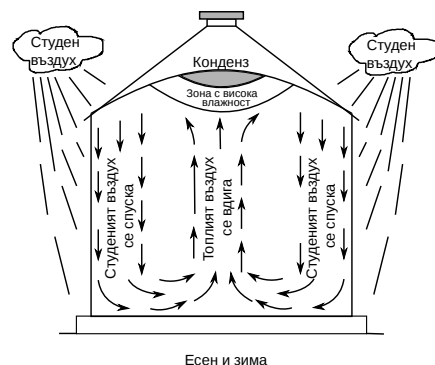 Студен
въздух
Студен
въздух
Конденз
Зона с висока
влажност
Студеният въздух
се спуска
Топлият въздух
се вдига
Студеният въздух
се спуска
Есен и зима